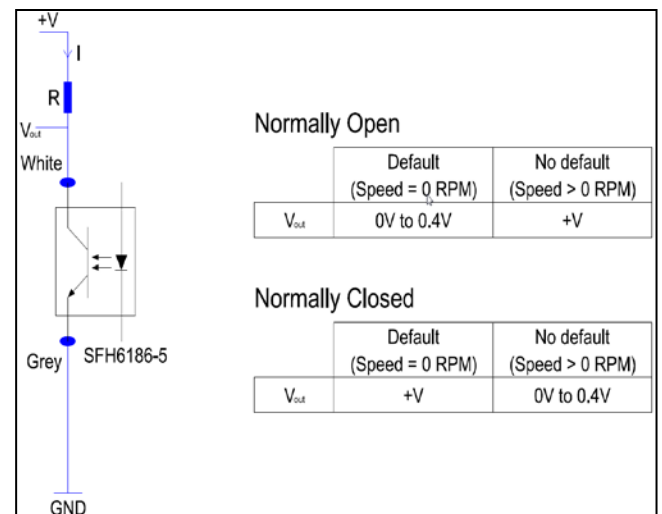 +V
I
R
Vout
White
Grey
SFH6186-5
GND
Normally Open
Default No default
(Speed = 0 RPM) (Speed > 0 RPM)
Vout 0V to 0.4V +V
Normally Closed
Default No default
(Speed = 0 RPM) (Speed > 0 RPM)
Vout +V 0V to 0.4V